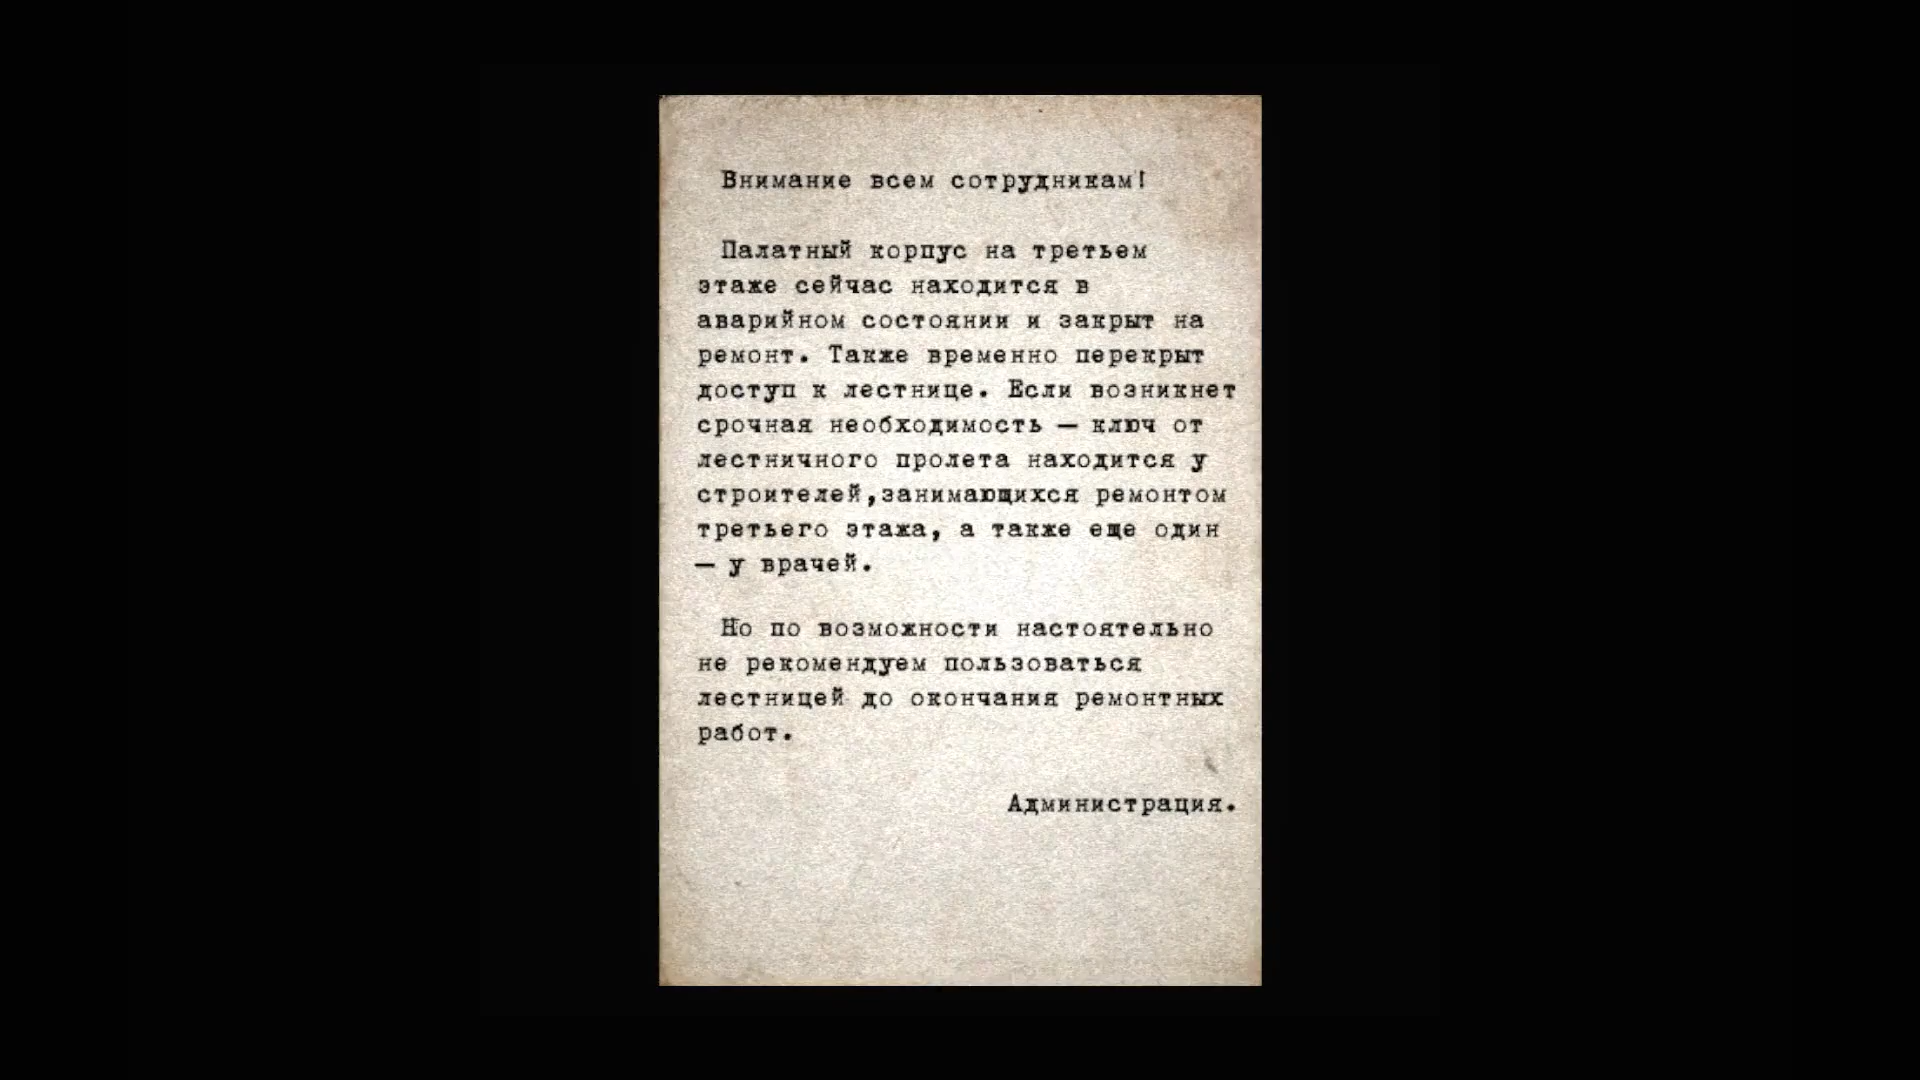 Внимание всем сотрудникам!
Палатный корпус на третьем
этаже сейчас находится в
аварийном состоянии и закрыт на
ремонт. Также временно перекрыт
доступ к лестнице. Если возникнет
срочная необходимость — ключ от
лестничного пролета находится у
строителей,занимающихся ремонтом
третьего этажа, а также еще один
— у врачей.
Но по возможности настоятельно
не рекомендуем пользоваться
лестницей до окончания ремонтных
работ.
Администрация.